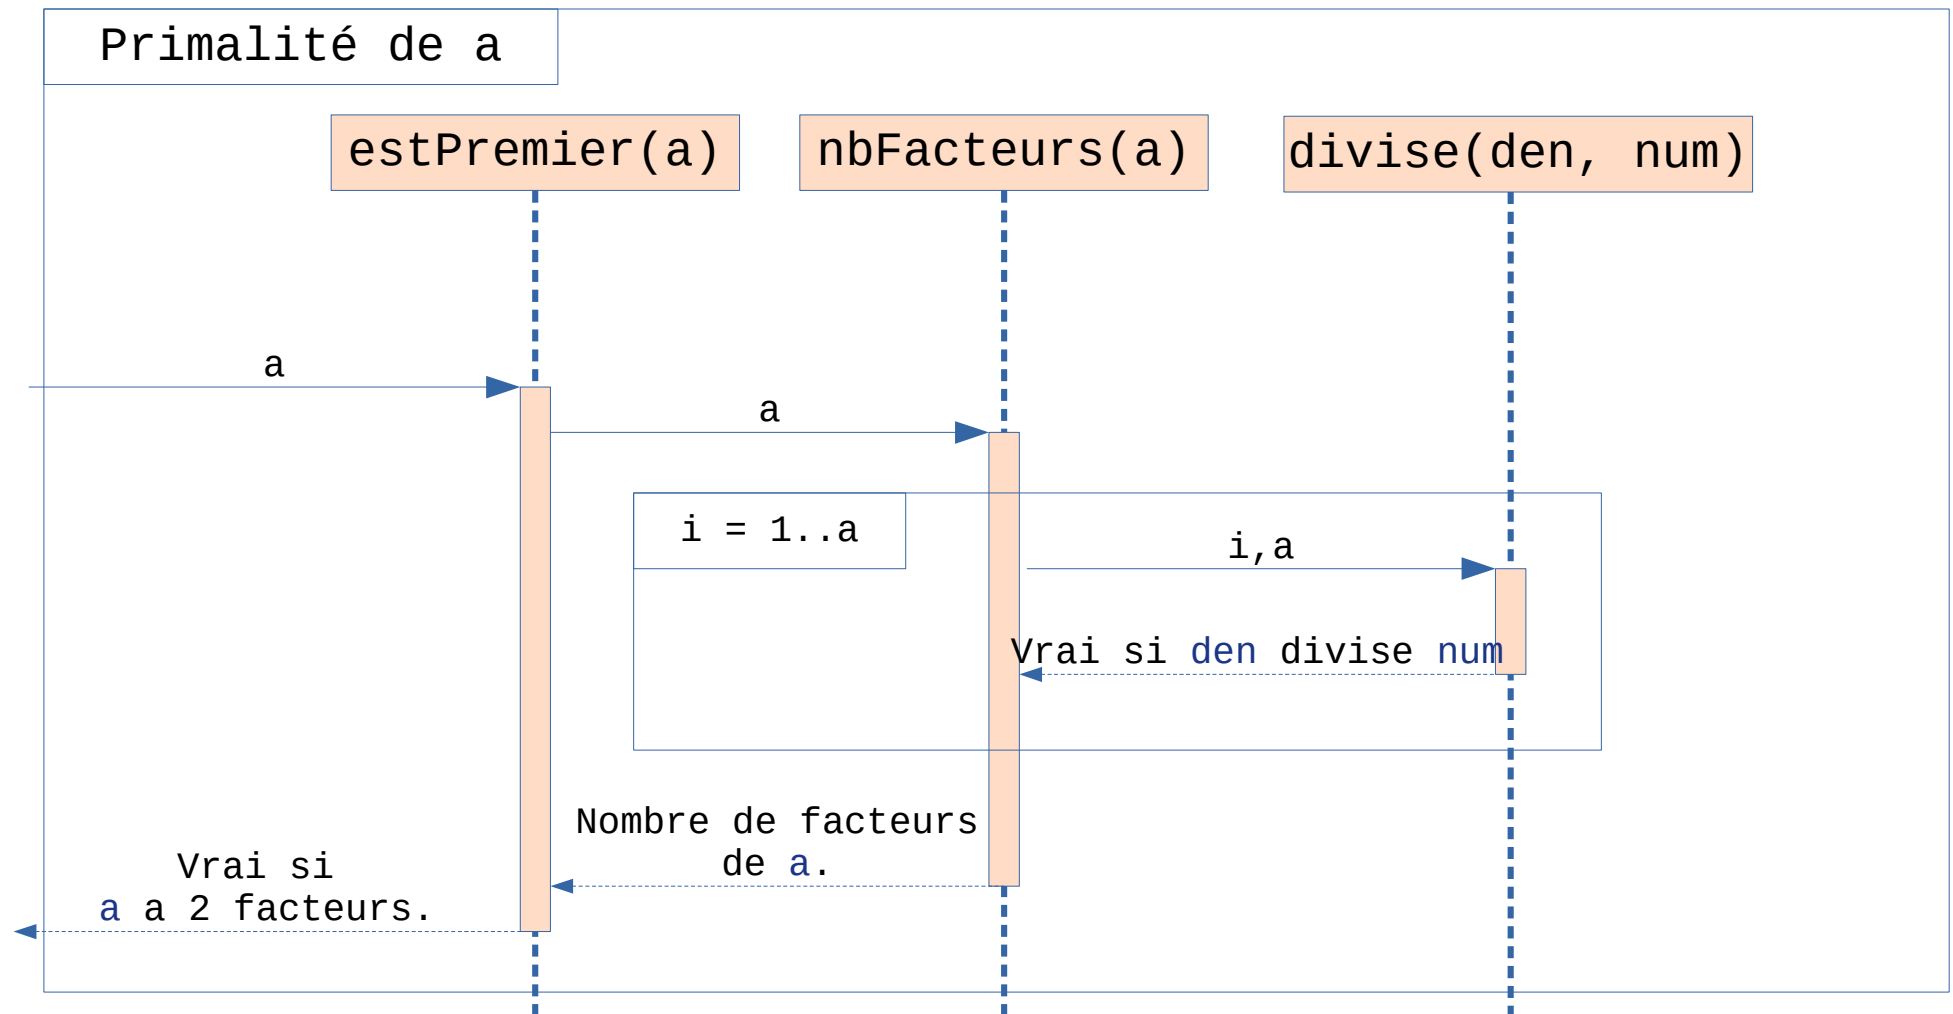 Primalité de a
estPremier(a)
nbFacteurs(a)
divise(den, num)
a
a
i = 1..a
i,a
Vrai si den divise num
Nombre de facteurs
de a.
Vrai si
a a 2 facteurs.